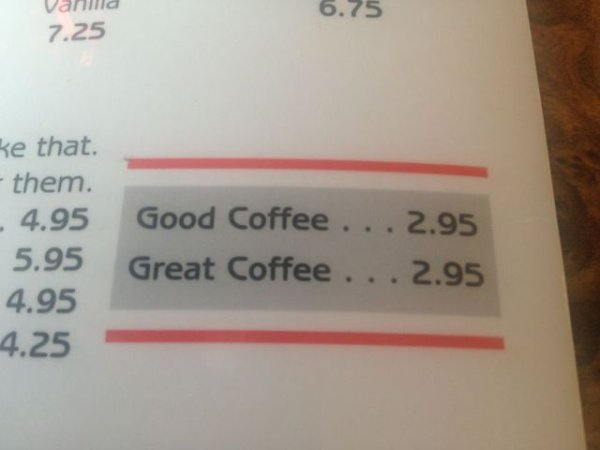 Vanilla
7.25
6.75
ke that.
them.
. 4.95
5.95
4.95
4.25
Good Coffee . . . 2.95
Great Coffee . . . 2.95